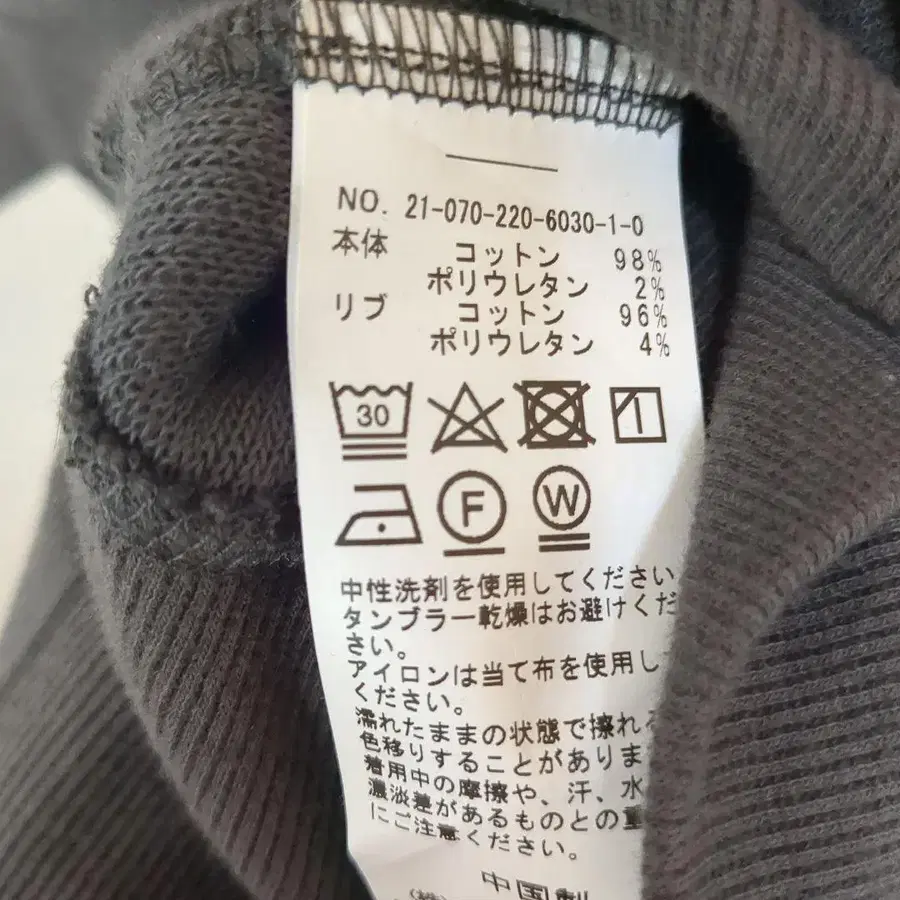 NO. 21-070-220-6030-1-0
本体 コットン 98%
ポリウレタン 2%
リブ コットン 96%
ポリウレタン 4%
30
F W
中性洗剤を使用してください
タンブラー乾燥はお避けくだ
さい。
アイロンは当て布を使用し
ください。
濡れたままの状態で擦れる
色移りすることがありま
着用中の摩擦や、汗、水
濃淡差があるものとの重
にご注意ください。
中国製
(株)